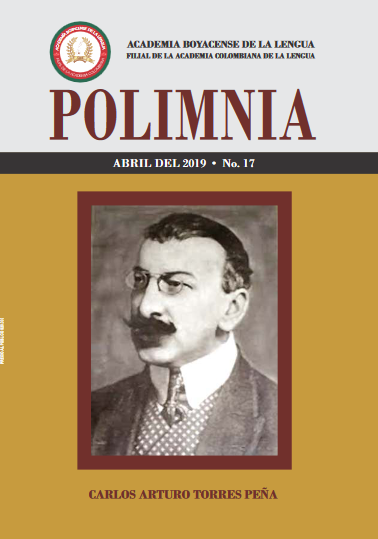 ACADEMIA BOYACENSE DE LA LENGUA
FILIAL DE LA ACADEMIA COLOMBIANA DE LA LENGUA
POLIMNIA
ABRIL DEL 2019 • No. 17
CARLOS ARTURO TORRES PEÑA